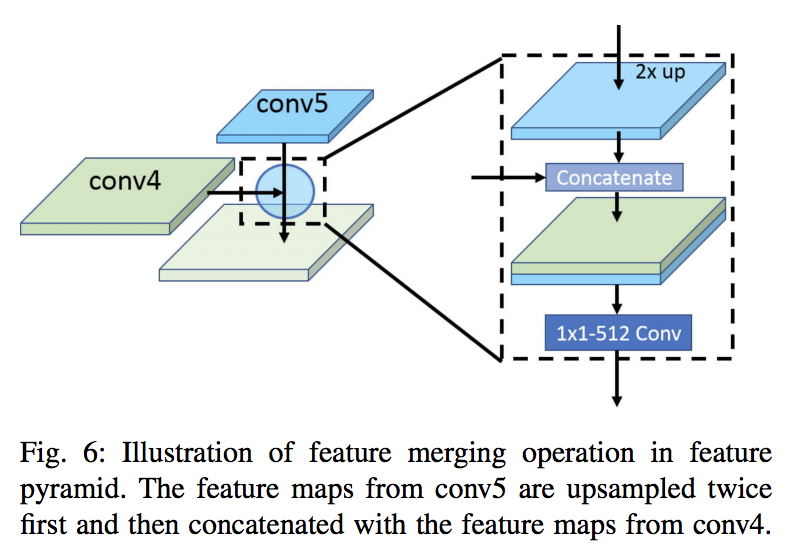 conv5
conv4
2x up
Concatenate
1x1-512 Conv
Fig. 6: Illustration of feature merging operation in feature
pyramid. The feature maps from conv5 are upsampled twice
first and then concatenated with the feature maps from conv4.